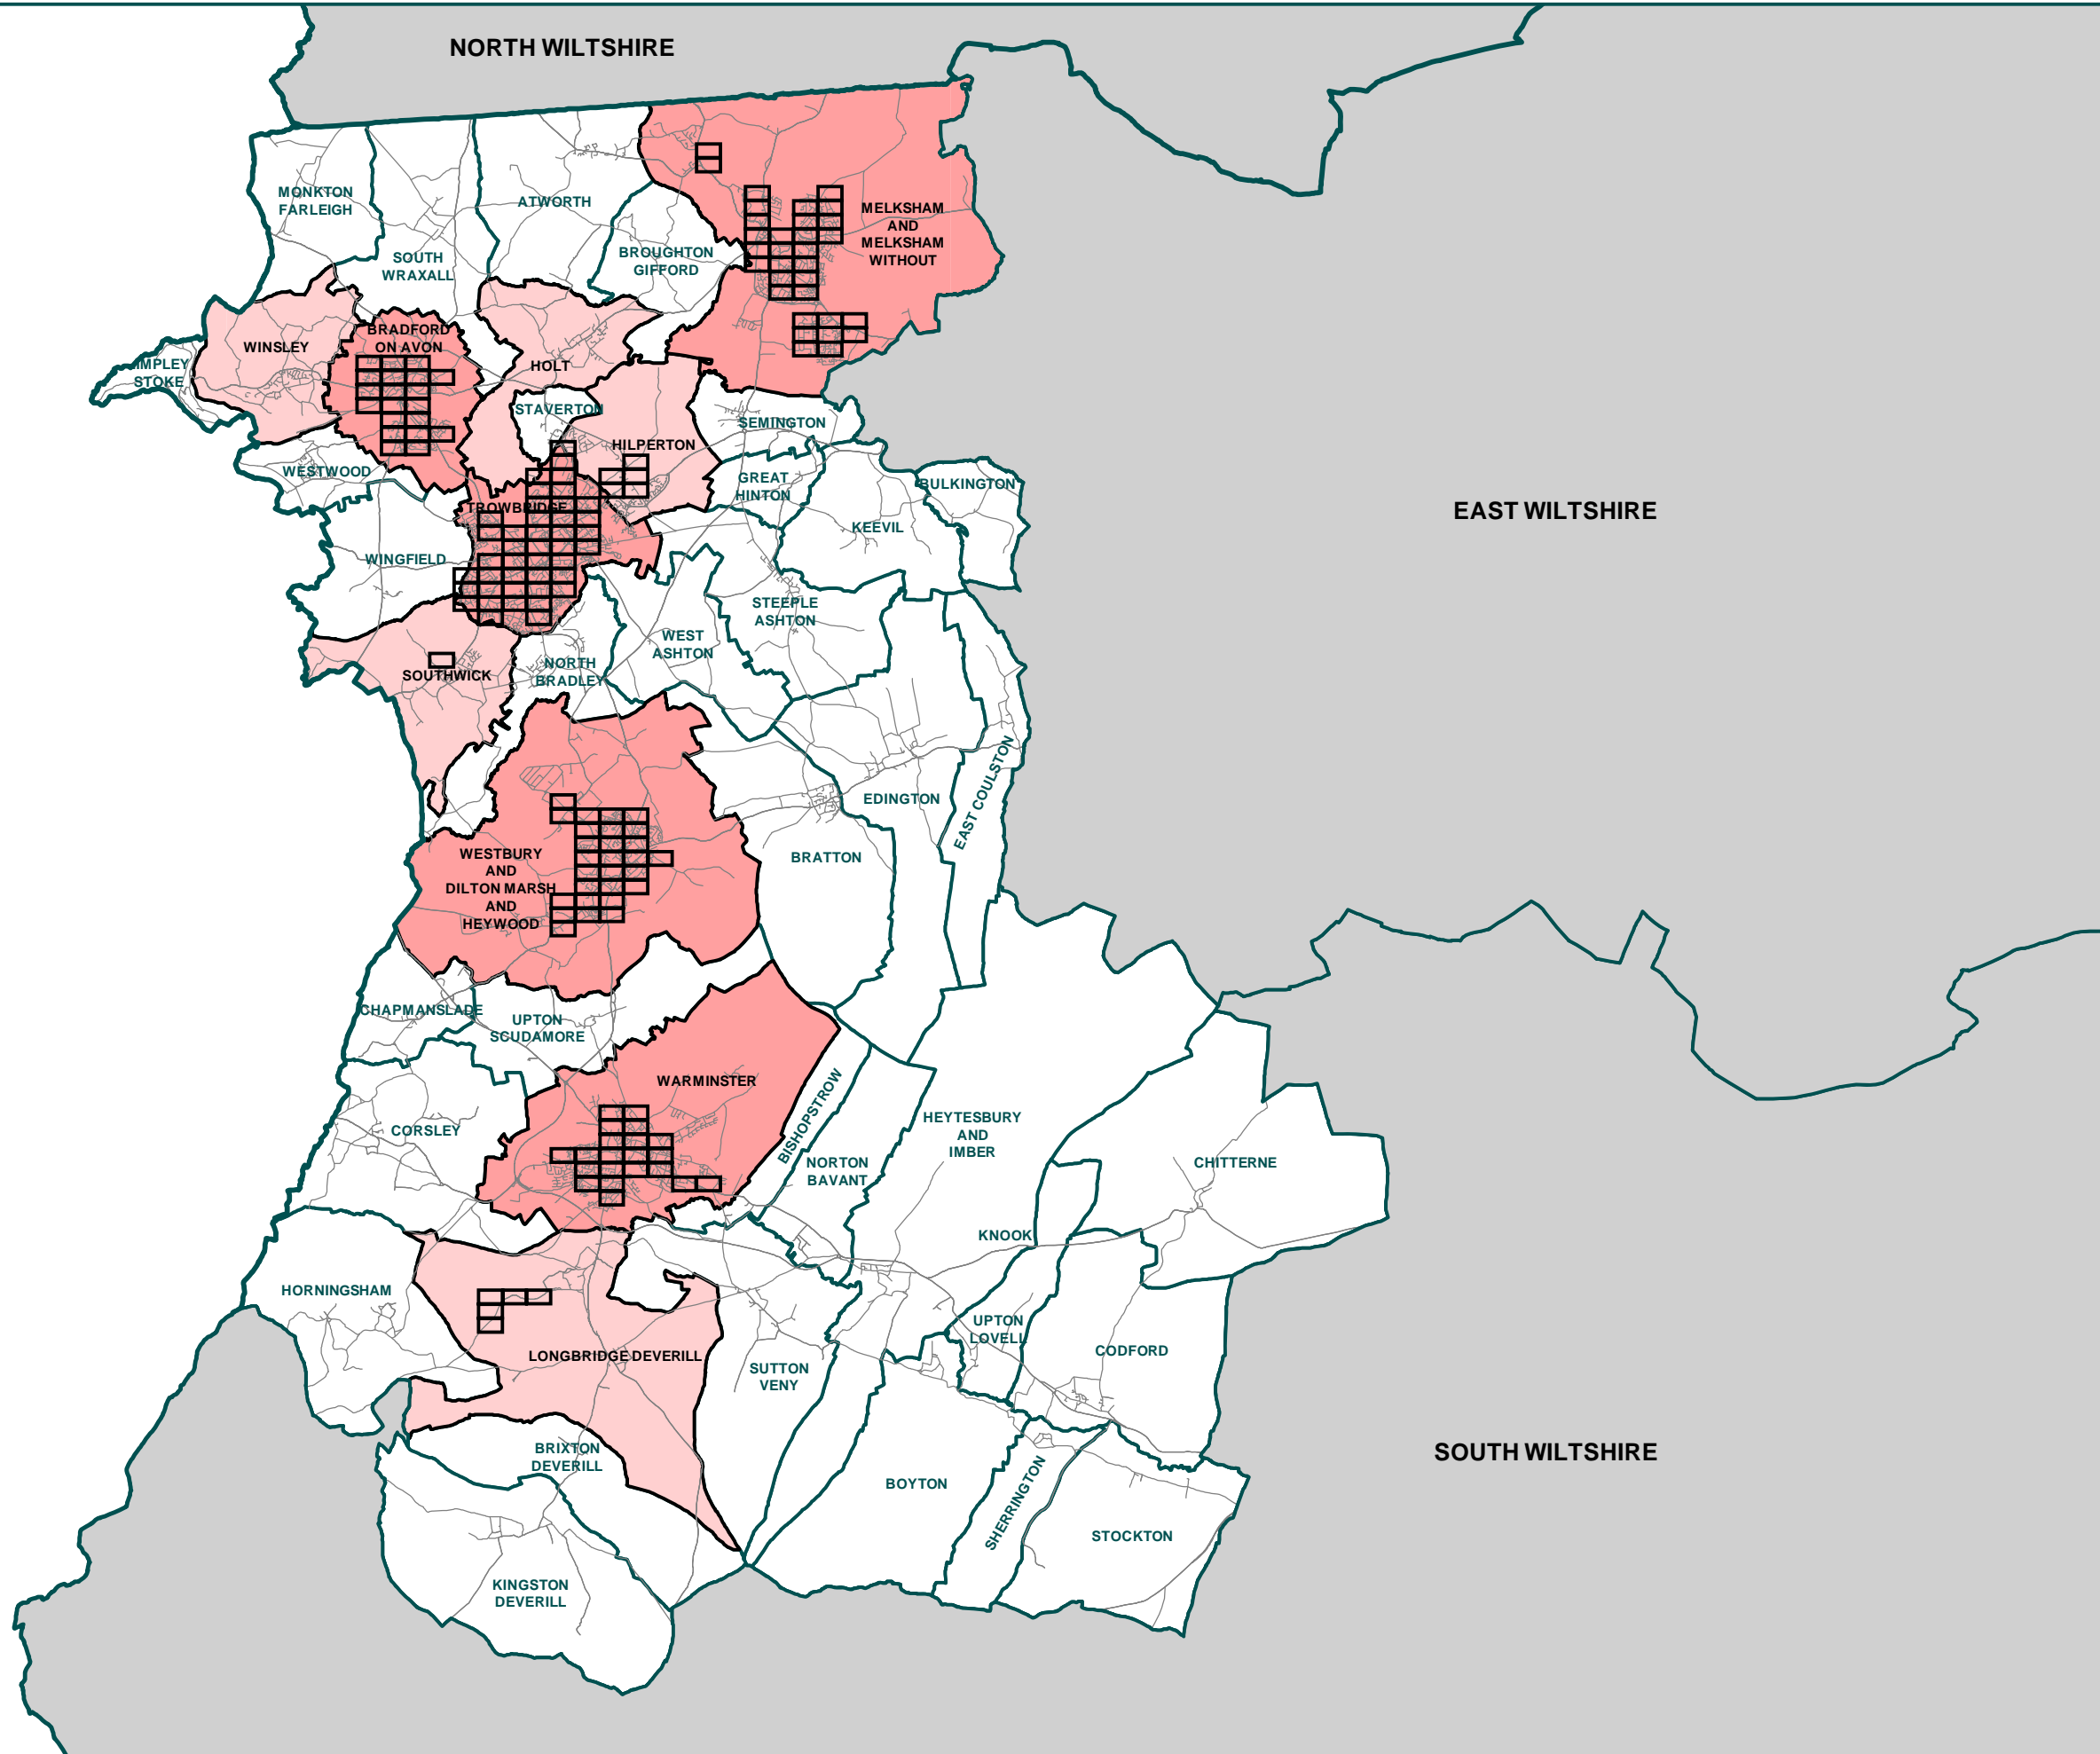 NORTH WILTSHIRE
MONKTON
FARLEIGH
ATWORTH
SOUTH
WRAXALL
BROUGHTON
GIFFORD
MELKSHAM
AND
MELKSHAM
WITHOUT
WINSLEY
BRADFORD
ON AVON
HOLT
IMPLEY
STOKE
STAVERTON
SEMINGTON
HILPERTON
WESTWOOD
GREAT
HINTON
BULKINGTON
TROWBRIDGE
KEEVIL
EAST WILTSHIRE
WINGFIELD
STEEPLE
ASHTON
WEST
ASHTON
SOUTHWICK
NORTH
BRADLEY
EDINGTON
EAST COULSTON
BRATTON
WESTBURY
AND
DILTON MARSH
AND
HEYWOOD
CHAPMANSLADE
UPTON
SCUDAMORE
WARMINSTER
BISHOPSTROW
CORSLEY
HEYTESBURY
AND
IMBER
NORTON
BAVANT
CHITTERNE
KNOOK
HORNINGSHAM
UPTON
LOVELL
LONGBRIDGE DEVERILL
SUTTON
VENY
CODFORD
BRIXTON
DEVERILL
BOYTON
SHERRINGTON
SOUTH WILTSHIRE
STOCKTON
KINGSTON
DEVERILL